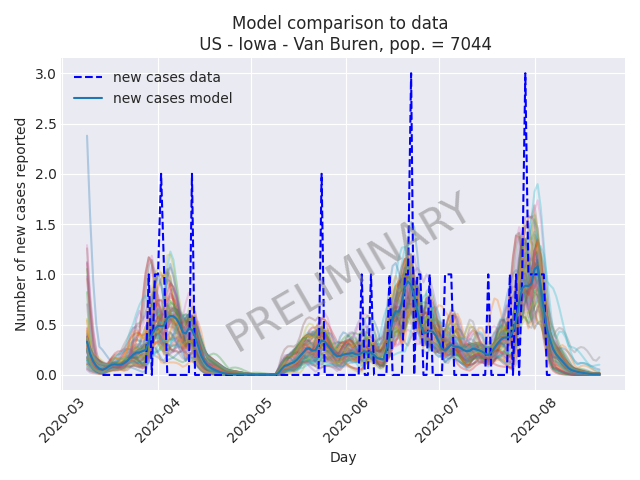 Model comparison to data
US - Iowa - Van Buren, pop. = 7044
new cases data
new cases model
PRELIMINARY
Number of new cases reported
3.0
2.5
2.0
1.5
1.0
0.5
0.0
2020-03
2020-04
2020-05
2020-06
2020-07
2020-08
Day